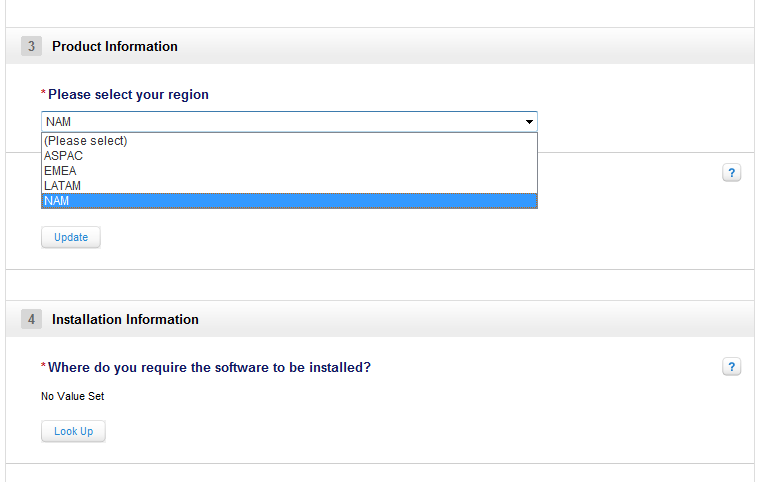 3 Product Information
*Please select your region
NAM
(Please select)
ASPAC
EMEA
LATAM
NAM
?
Update
4 Installation Information
*Where do you require the software to be installed?
?
No Value Set
Look Up